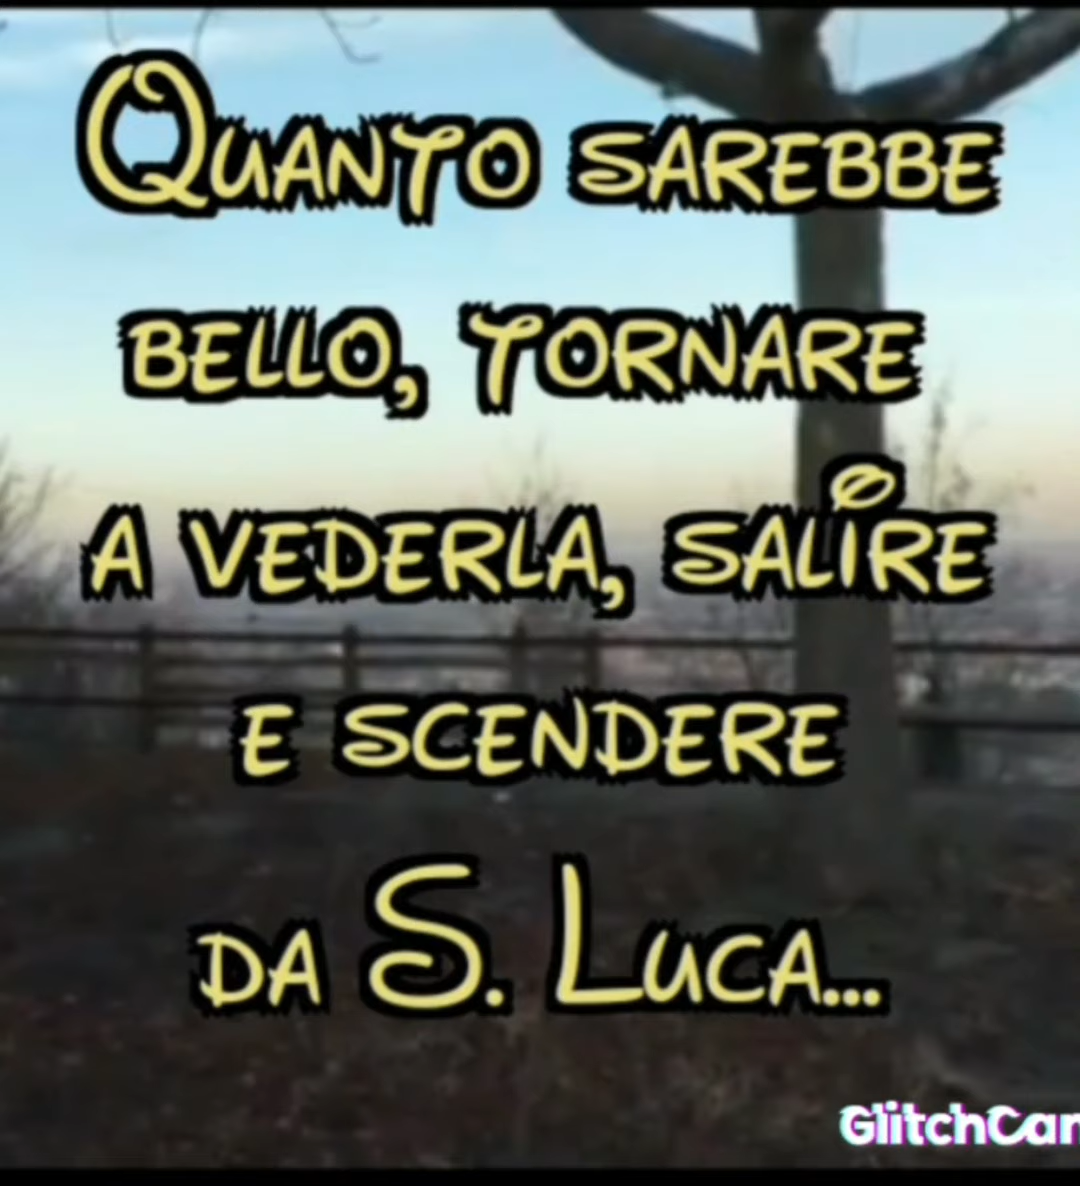 Quanto sarebbe
bello, tornare
a vederla, salire
e scendere
da S. Luca...
GlitchCam